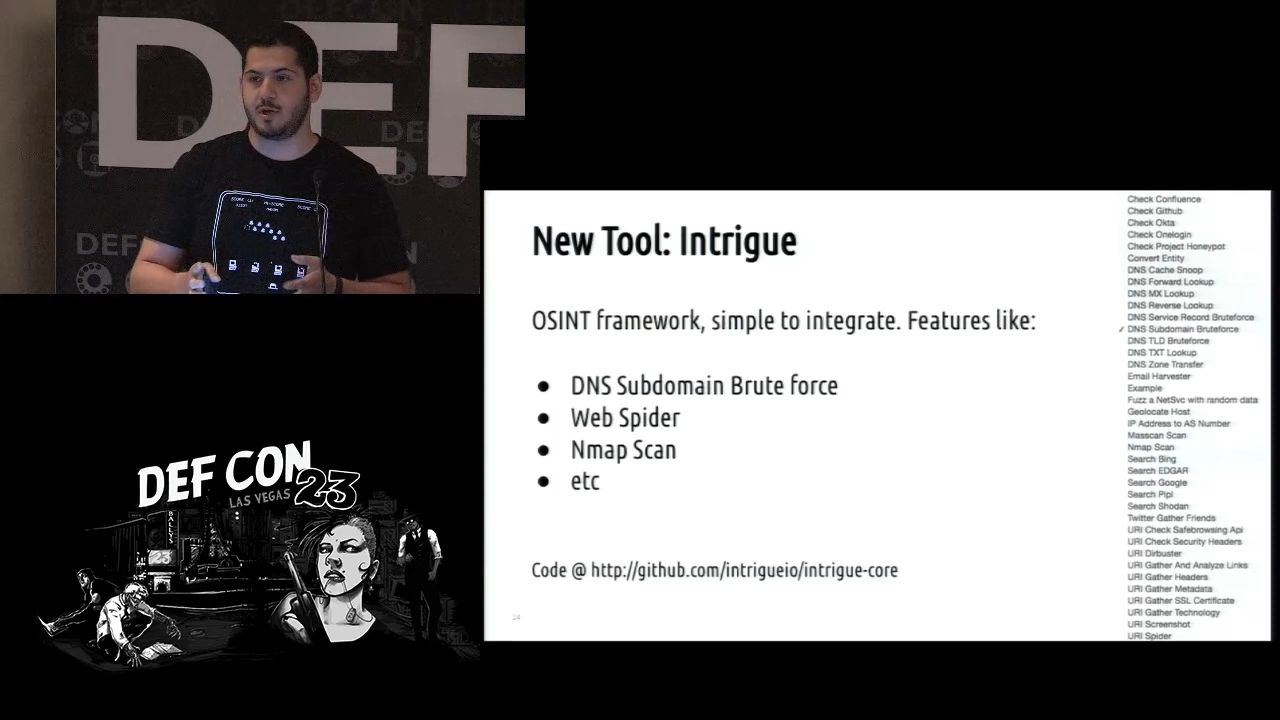 DEF
DEF
SCORE
HI-SCORE
SCORE
New Tool: Intrigue
OSINT framework, simple to integrate. Features like:
● DNS Subdomain Brute force
● Web Spider
● Nmap Scan
● etc
Code @ http://github.com/intrigueio/intrigue-core
24
Check Confluence
Check Github
Check Okta
Check Onelogin
Check Project Honeypot
Convert Entity
DNS Cache Snoop
DNS Forward Lookup
DNS MX Lookup
DNS Reverse Lookup
DNS Service Record Bruteforce
✓ DNS Subdomain Bruteforce
DNS TLD Bruteforce
DNS TXT Lookup
DNS Zone Transfer
Email Harvester
Example
Fuzz a NetSvc with random data
Geolocate Host
IP Address to AS Number
Masscan Scan
Nmap Scan
Search Bing
Search EDGAR
Search Google
Search Pipl
Search Shodan
Twitter Gather Friends
URI Check Safebrowsing Api
URI Check Security Headers
URI Dirbuster
URI Gather And Analyze Links
URI Gather Headers
URI Gather Metadata
URI Gather SSL Certificate
URI Gather Technology
URI Screenshot
URI Spider
DEF CON
LAS VEGAS 23
BALLYS
23